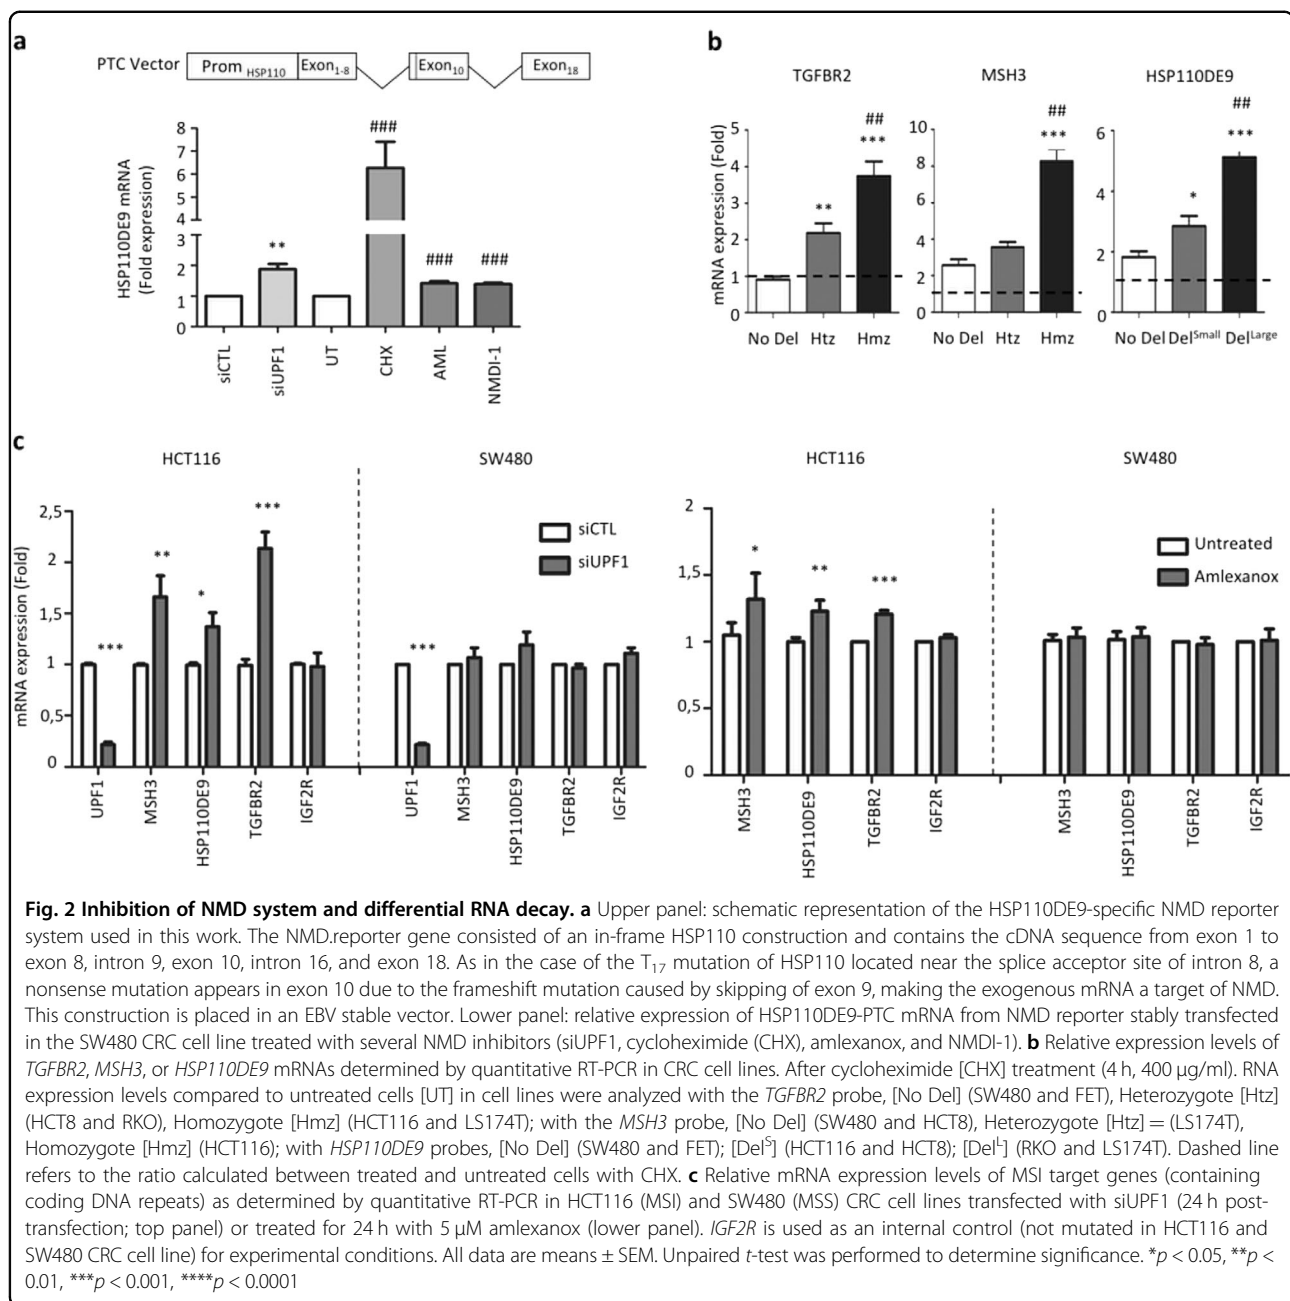 a
PTC Vector Prom HSP110 Exon1-8 Exon10 Exon18
HSP110DE9 mRNA
(Fold expression)
8
7
6
5
4
2
1
0
** ### ### ###
siCTL siUPF1 UT CHX AML NMDI-1
b
TGFBR2 MSH3 HSP110DE9
mRNA expression (Fold)
5
4
3
2
1
0
** ## ***
No Del Htz Hmz
10
8
6
4
2
0
## ***
No Del Htz Hmz
6
4
2
0
* ## ***
No Del DelSmall DelLarge
c
HCT116 SW480
mRNA expression (Fold)
2,5
2
1,5
1
0,5
0
*** ** * *** ***
siCTL
siUPF1
UPF1 MSH3 HSP110DE9 TGFBR2 IGF2R UPF1 MSH3 HSP110DE9 TGFBR2 IGF2R
HCT116 SW480
2
1,5
1
0,5
0
* ** ***
Untreated
Amlexanox
MSH3 HSP110DE9 TGFBR2 IGF2R MSH3 HSP110DE9 TGFBR2 IGF2R
Fig. 2 Inhibition of NMD system and differential RNA decay. a Upper panel: schematic representation of the HSP110DE9-specific NMD reporter
system used in this work. The NMD.reporter gene consisted of an in-frame HSP110 construction and contains the cDNA sequence from exon 1 to
exon 8, intron 9, exon 10, intron 16, and exon 18. As in the case of the T17 mutation of HSP110 located near the splice acceptor site of intron 8, a
nonsense mutation appears in exon 10 due to the frameshift mutation caused by skipping of exon 9, making the exogenous mRNA a target of NMD.
This construction is placed in an EBV stable vector. Lower panel: relative expression of HSP110DE9-PTC mRNA from NMD reporter stably transfected
in the SW480 CRC cell line treated with several NMD inhibitors (siUPF1, cycloheximide (CHX), amlexanox, and NMDI-1). b Relative expression levels of
TGFBR2, MSH3, or HSP110DE9 mRNAs determined by quantitative RT-PCR in CRC cell lines. After cycloheximide [CHX] treatment (4 h, 400 µg/ml). RNA
expression levels compared to untreated cells [UT] in cell lines were analyzed with the TGFBR2 probe, [No Del] (SW480 and FET), Heterozygote [Htz]
(HCT8 and RKO), Homozygote [Hmz] (HCT116 and LS174T); with the MSH3 probe, [No Del] (SW480 and HCT8), Heterozygote [Htz] = (LS174T),
Homozygote [Hmz] (HCT116); with HSP110DE9 probes, [No Del] (SW480 and FET); [DelS] (HCT116 and HCT8); [DelL] (RKO and LS174T). Dashed line
refers to the ratio calculated between treated and untreated cells with CHX. c Relative mRNA expression levels of MSI target genes (containing
coding DNA repeats) as determined by quantitative RT-PCR in HCT116 (MSI) and SW480 (MSS) CRC cell lines transfected with siUPF1 (24 h post-
transfection; top panel) or treated for 24 h with 5 µM amlexanox (lower panel). IGF2R is used as an internal control (not mutated in HCT116 and
SW480 CRC cell line) for experimental conditions. All data are means ± SEM. Unpaired t-test was performed to determine significance. *p < 0.05, **p <
0.01, ***p < 0.001, ****p < 0.0001